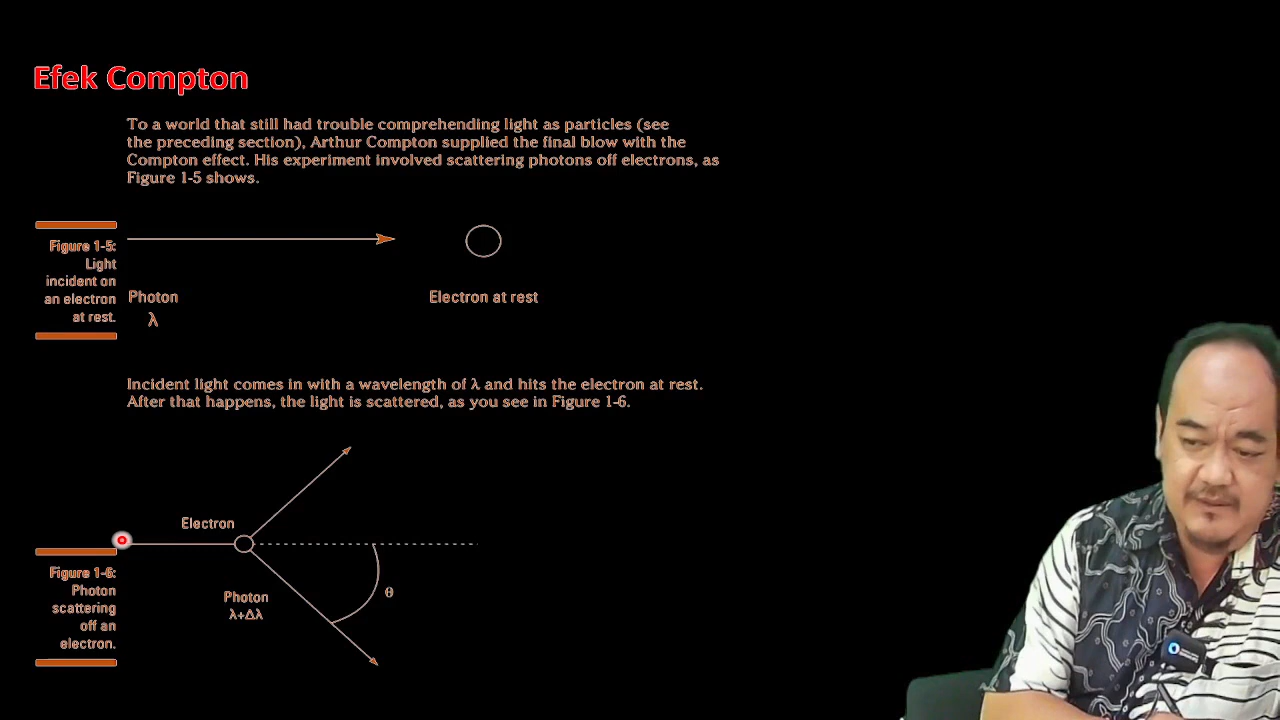 Efek Compton
To a world that still had trouble comprehending light as particles (see
the preceding section), Arthur Compton supplied the final blow with the
Compton effect. His experiment involved scattering photons off electrons, as
Figure 1-5 shows.
Figure 1-5:
Light
incident on
an electron
at rest.
Photon
λ
Electron at rest
Incident light comes in with a wavelength of λ and hits the electron at rest.
After that happens, the light is scattered, as you see in Figure 1-6.
Electron
θ
Photon
λ+Δλ
Figure 1-6:
Photon
scattering
off an
electron.